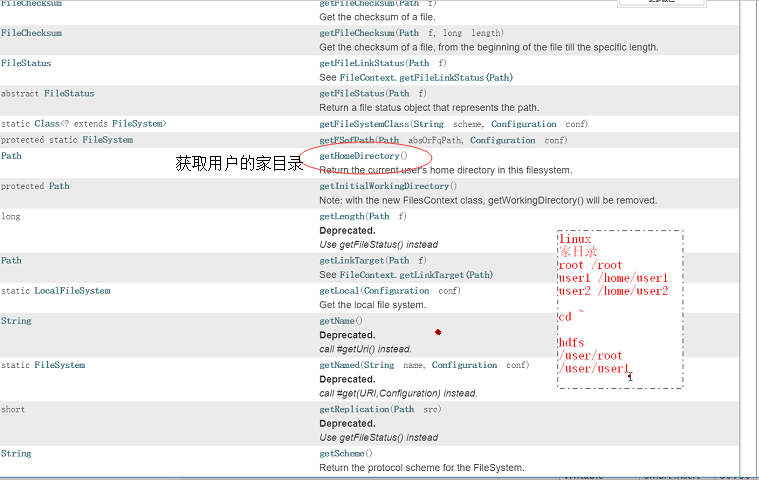 FileChecksum getFileChecksum(Path f)
Get the checksum of a file.
FileChecksum getFileChecksum(Path f, long length)
Get the checksum of a file, from the beginning of the file till the specific length.
FileStatus getFileLinkStatus(Path f)
See FileContext.getFileLinkStatus(Path)
abstract FileStatus getFileStatus(Path f)
Return a file status object that represents the path.
static Class<? extends FileSystem> getFileSystemClass(String scheme, Configuration conf)
protected static FileSystem getFSofPath(Path absOrFqPath, Configuration conf)
Path getHomeDirectory()
获取用户的家目录
Return the current user's home directory in this filesystem.
protected Path getInitialWorkingDirectory()
Note: with the new FilesContext class, getWorkingDirectory() will be removed.
long getLength(Path f)
Deprecated.
Use getFileStatus() instead
Path getLinkTarget(Path f)
See FileContext.getLinkTarget(Path)
static LocalFileSystem getLocal(Configuration conf)
Get the local file system.
String getName()
Deprecated.
call #getUri() instead.
static FileSystem getNamed(String name, Configuration conf)
Deprecated.
call #get(URI,Configuration) instead.
short getReplication(Path src)
Deprecated.
Use getFileStatus() instead
String getScheme()
Return the protocol scheme for the FileSystem.
linux
家目录
root /root
user1 /home/user1
user2 /home/user2
cd ~
hdfs
/user/root
/user/user1